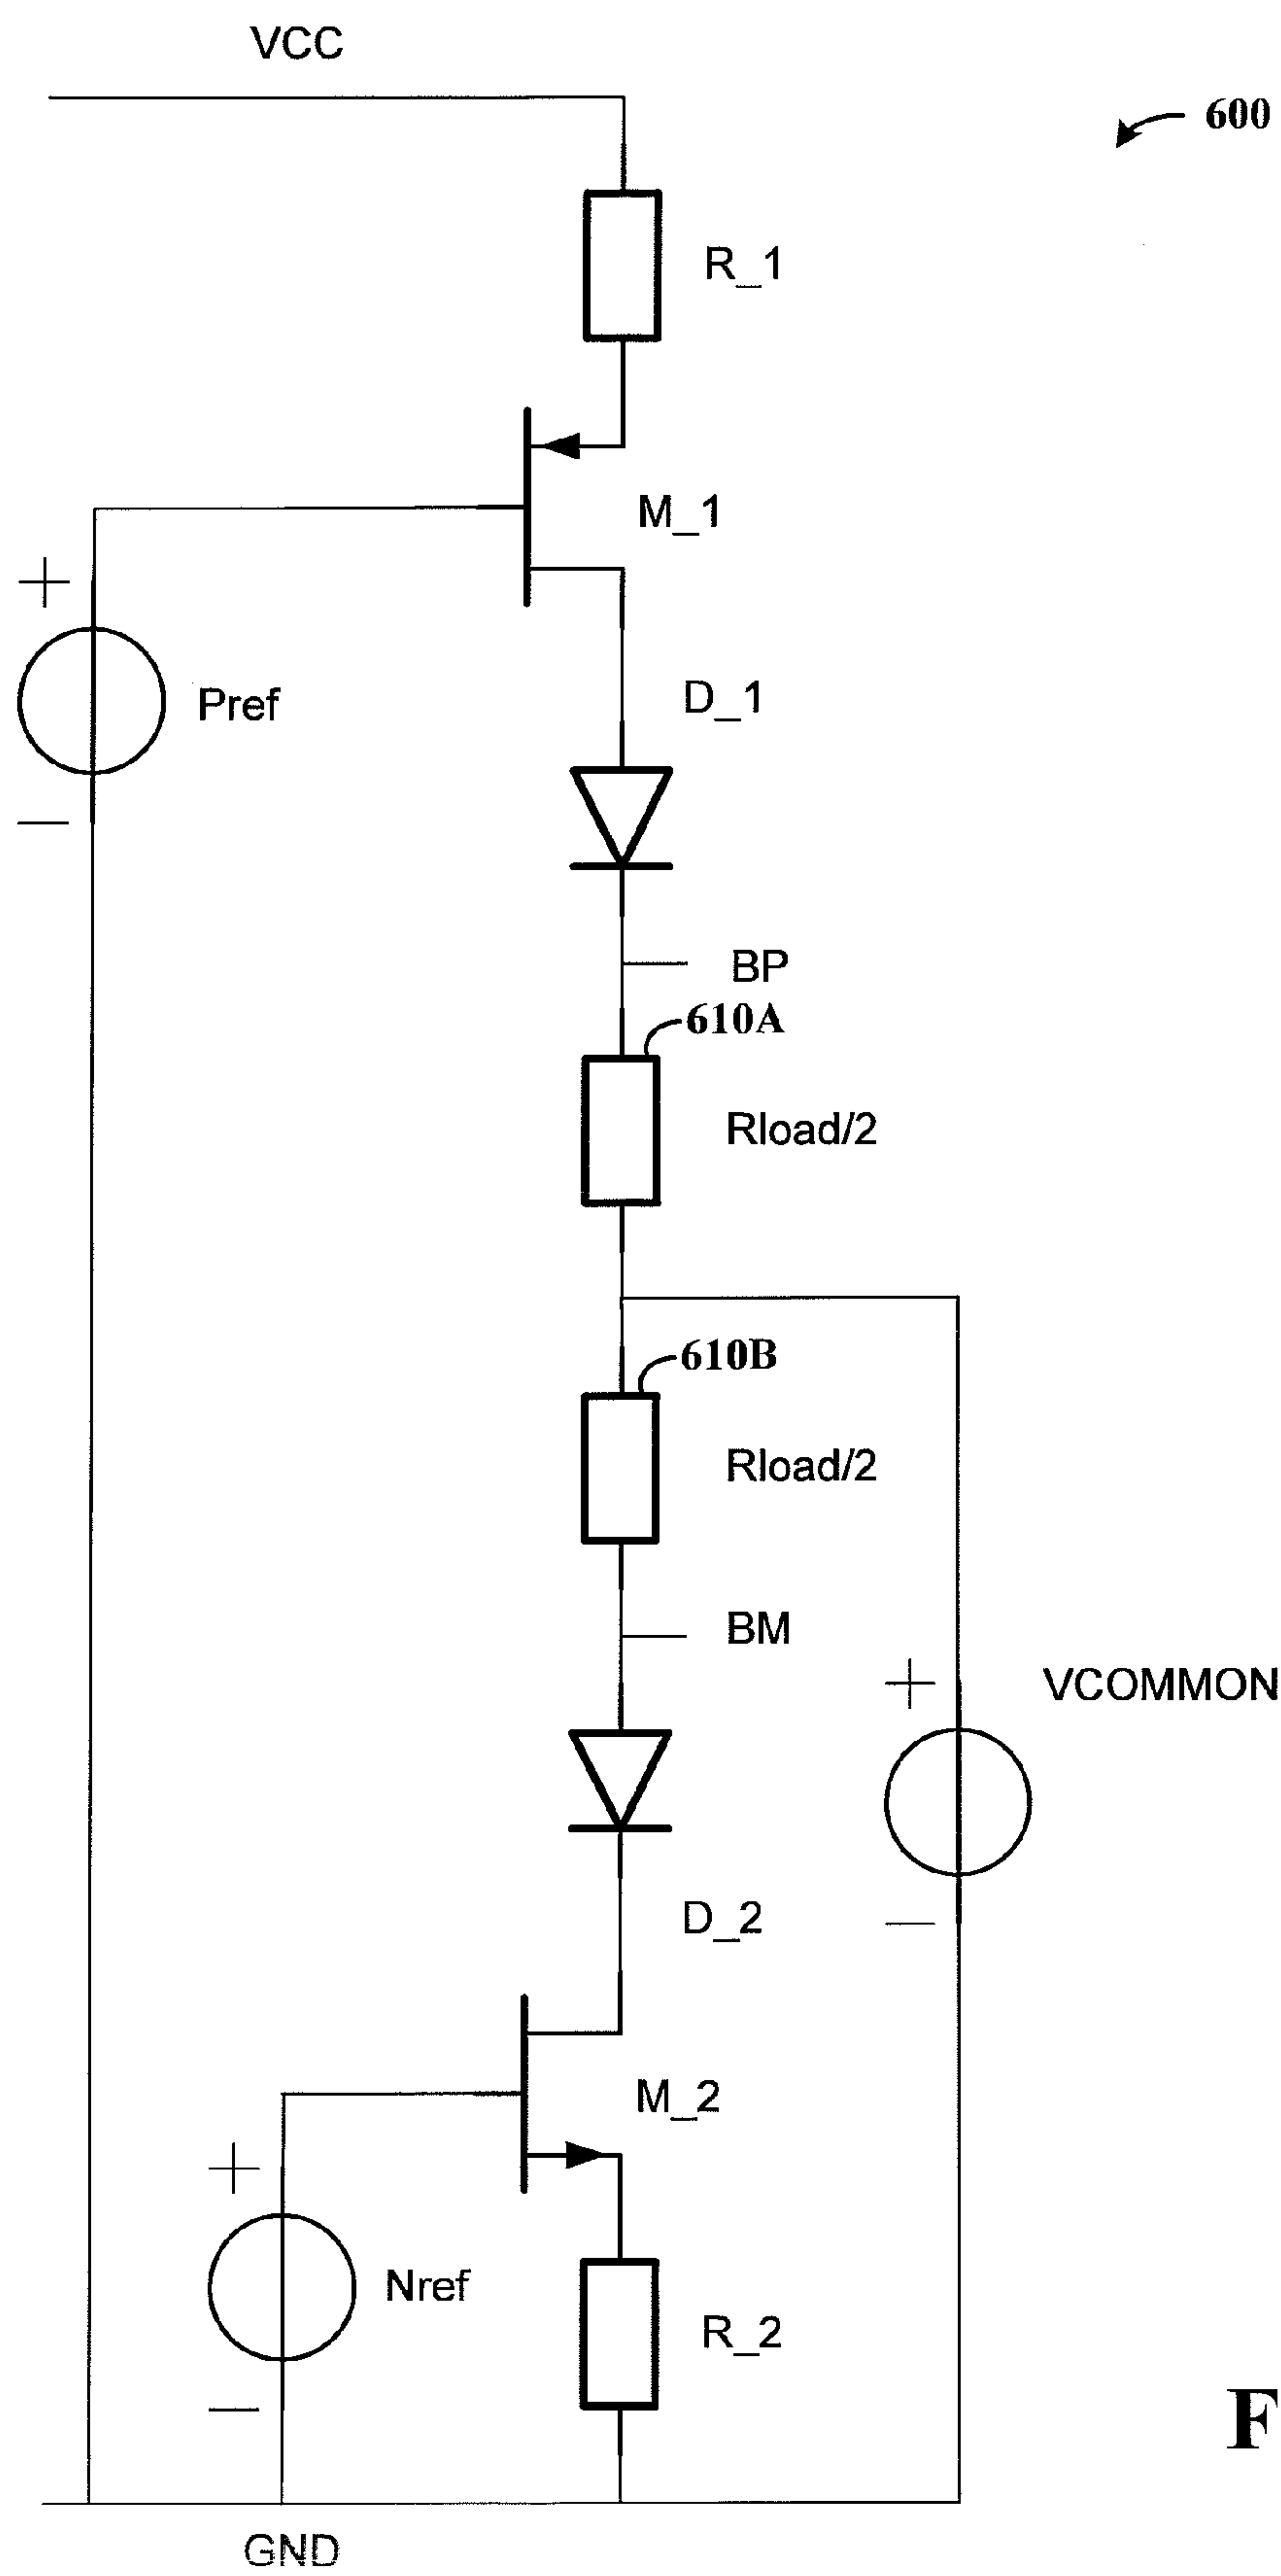 VCC
600
R_1
M_1
+
Pref
D_1
−
BP
610A
Rload/2
610B
Rload/2
BM
+
VCOMMON
D_2
−
M_2
+
Nref
R_2
−
F
GND